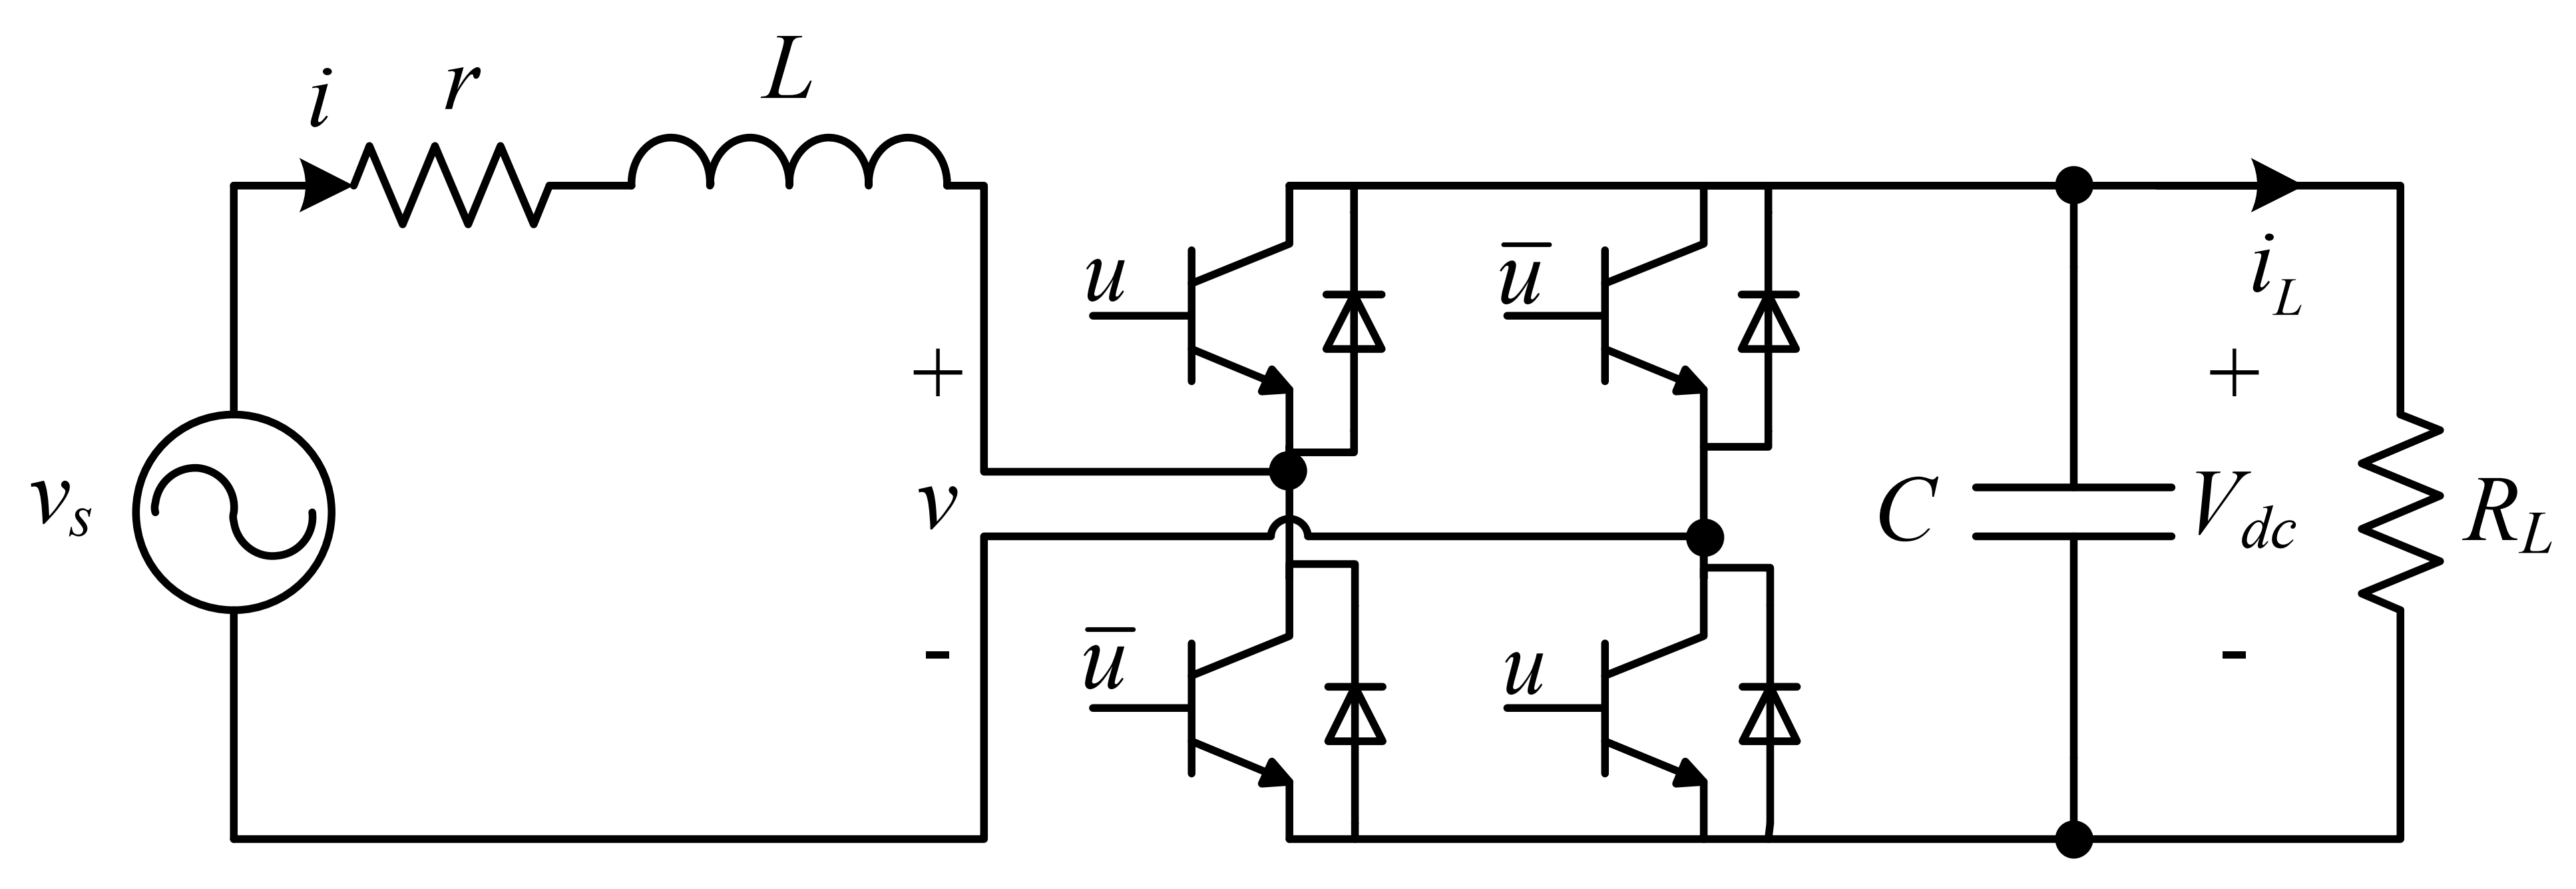 i
r
L
u
u̅
i_L
+
+
v_s
v
C
V_dc
R_L
u̅
u
-
-